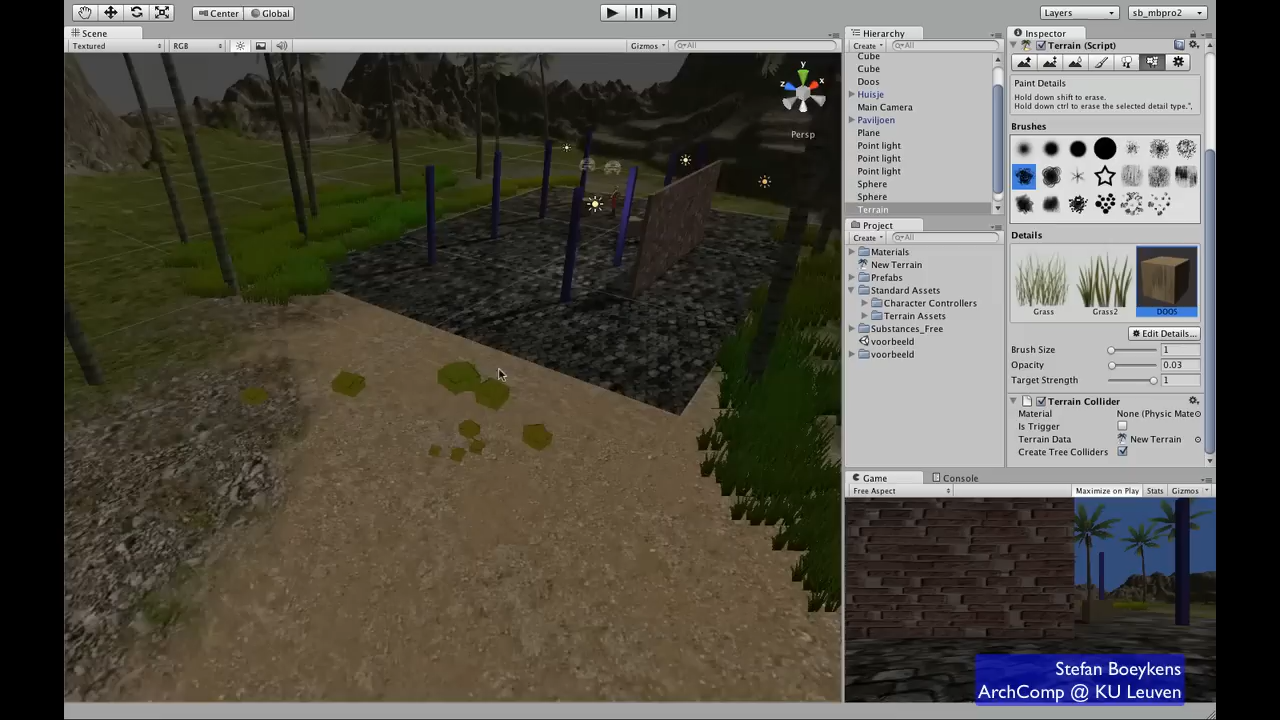 Center Global Layers sb_mbpro2
Scene
Textured RGB Gizmos All
y
x
z
Persp
Hierarchy
Create All
Cube
Cube
Doos
Huisje
Main Camera
Paviljoen
Plane
Point light
Point light
Point light
Sphere
Sphere
Terrain
Project
Create All
Materials
New Terrain
Prefabs
Standard Assets
Character Controllers
Terrain Assets
Substances_Free
voorbeeld
voorbeeld
Inspector
Terrain (Script)
Paint Details
Hold down shift to erase.
Hold down ctrl to erase the selected detail type.",
Brushes
Details
Grass Grass2 DOOS
Edit Details...
Brush Size 1
Opacity 0.03
Target Strength 1
Terrain Collider
Material None (Physic Mate
Is Trigger
Terrain Data New Terrain
Create Tree Colliders
Game Console
Free Aspect Maximize on Play Stats Gizmos
Stefan Boeykens
ArchComp @ KU Leuven